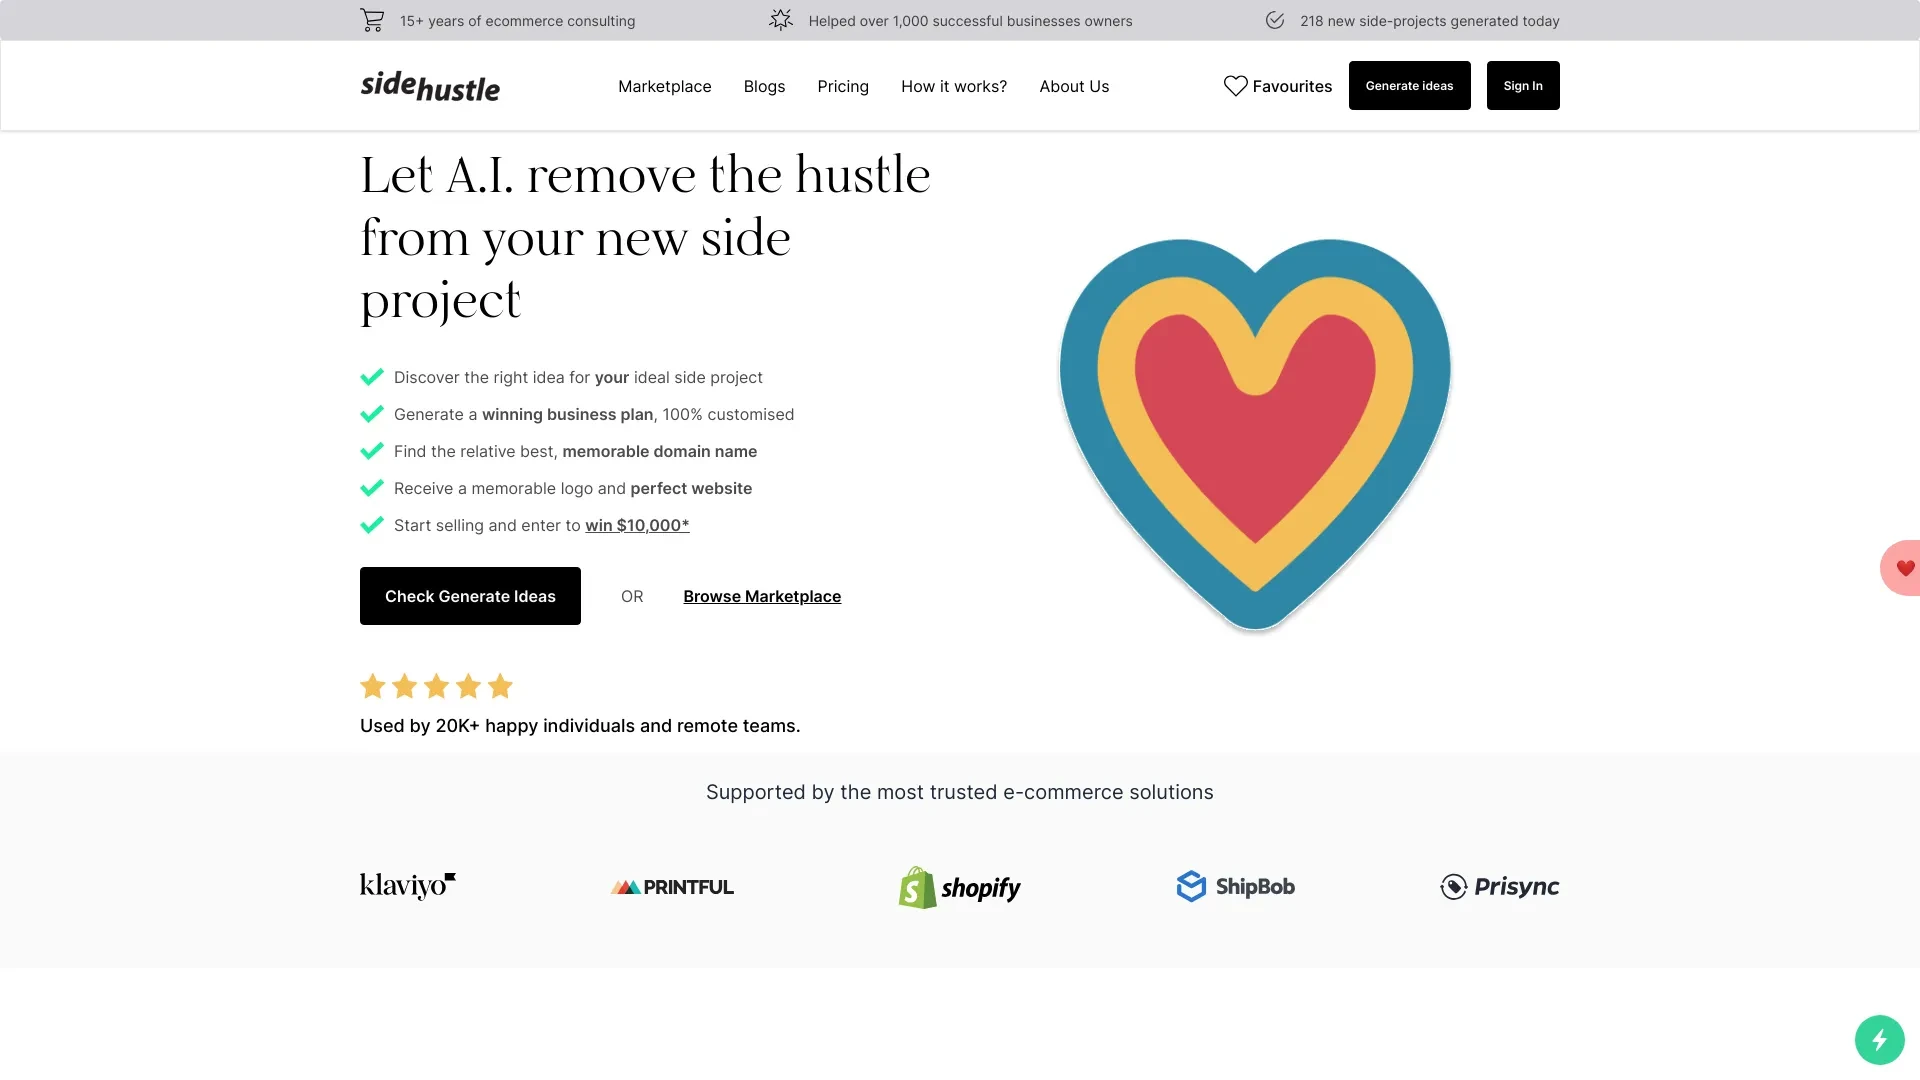 15+ years of ecommerce consulting
Helped over 1,000 successful businesses owners
218 new side-projects generated today
sidehustle
Marketplace
Blogs
Pricing
How it works?
About Us
Favourites
Generate ideas
Sign In
Let A.I. remove the hustle
from your new side
project
Discover the right idea for your ideal side project
Generate a winning business plan, 100% customised
Find the relative best, memorable domain name
Receive a memorable logo and perfect website
Start selling and enter to win $10,000*
Check Generate Ideas
OR
Browse Marketplace
Used by 20K+ happy individuals and remote teams.
Supported by the most trusted e-commerce solutions
klaviyo
PRINTFUL
shopify
ShipBob
Prisync